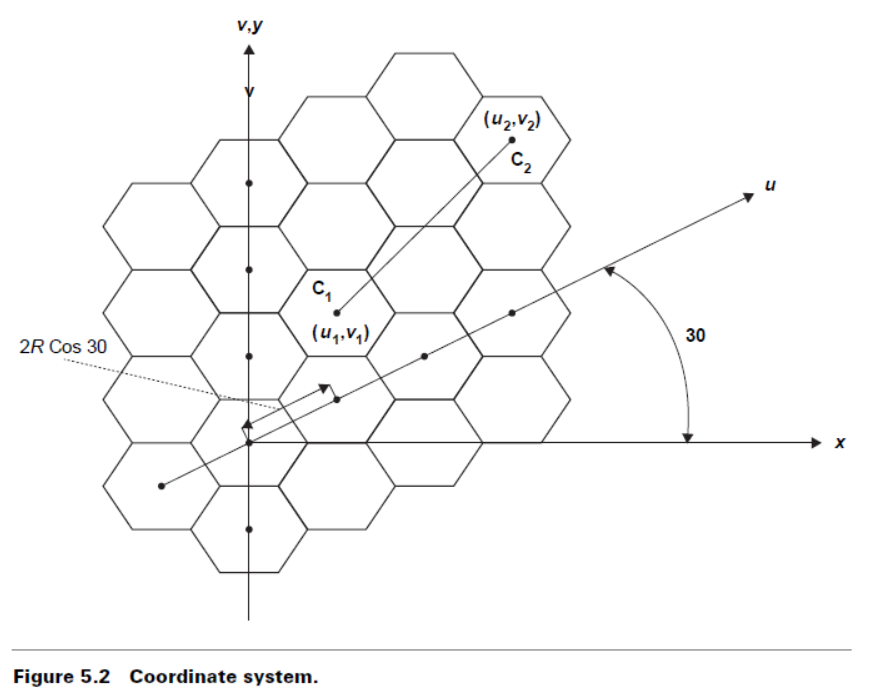 v,y
v
(u₂,v₂)
C₂
u
C₁
(u₁,v₁)
30
2R Cos 30
x
Figure 5.2 Coordinate system.